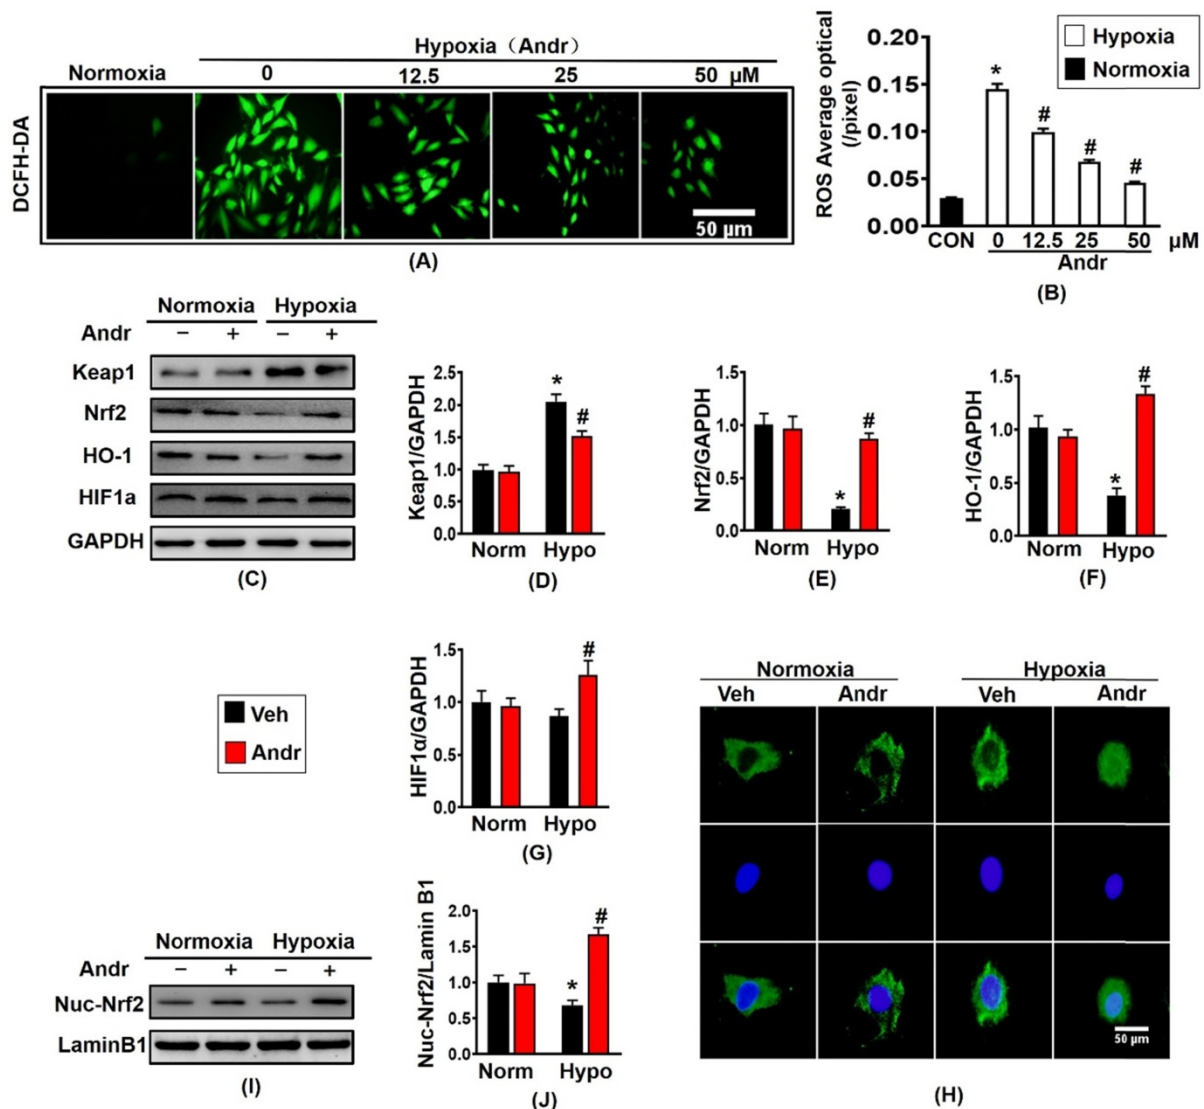 Hypoxia（Andr）
Normoxia 0 12.5 25 50 μM
DCFH-DA
50 μm
(A)
ROS Average optical
(/pixel)
0.20
0.15
0.10
0.05
0.00
Hypoxia
Normoxia
*
#
#
#
CON 0 12.5 25 50 μM
Andr
(B)
Normoxia Hypoxia
Andr − + − +
Keap1
Nrf2
HO-1
HIF1a
GAPDH
(C)
Keap1/GAPDH
2.5
2.0
1.5
1.0
0.5
0.0
*
#
Norm Hypo
(D)
Nrf2/GAPDH
1.5
1.0
0.5
0.0
*
#
Norm Hypo
(E)
HO-1/GAPDH
1.5
1.0
0.5
0.0
*
#
Norm Hypo
(F)
Veh
Andr
HIF1α/GAPDH
1.5
1.0
0.5
0.0
#
Norm Hypo
(G)
Normoxia Hypoxia
Veh Andr Veh Andr
50 μm
(H)
Normoxia Hypoxia
Andr − + − +
Nuc-Nrf2
LaminB1
(I)
Nuc-Nrf2/Lamin B1
2.0
1.5
1.0
0.5
0.0
*
#
Norm Hypo
(J)